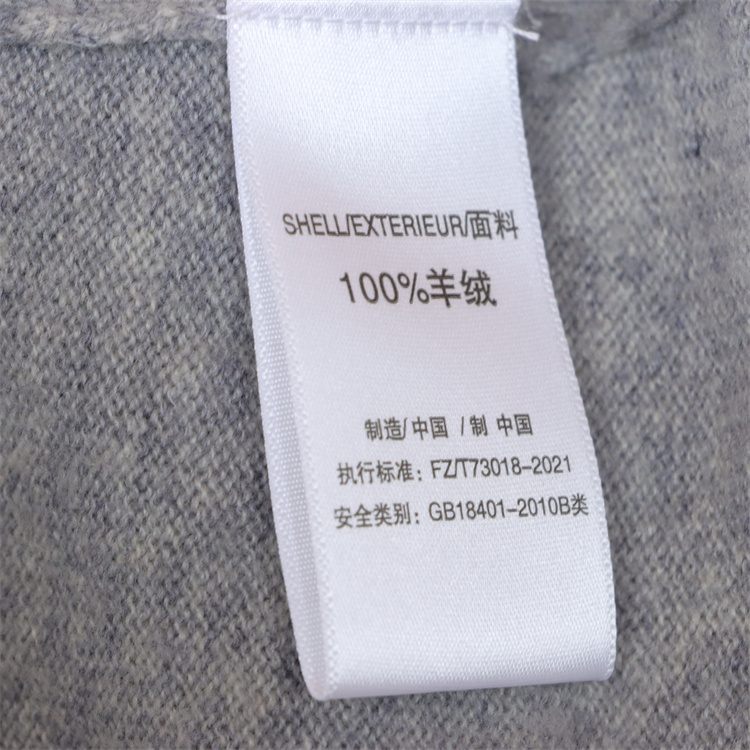 SHELL/EXTERIEUR/面料
100%羊绒
制造/中国 /制 中国
执行标准：FZ/T73018-2021
安全类别：GB18401-2010B类